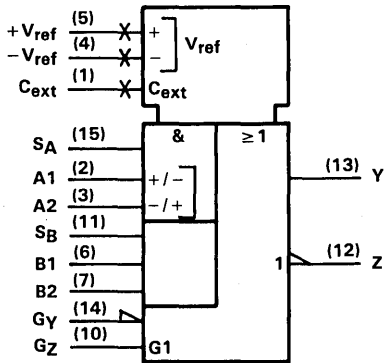 +Vref (5) + Vref
−Vref (4) −
Cext (1) Cext
& ≥1
SA (15)
A1 (2) +/− (13) Y
A2 (3) −/+
SB (11)
B1 (6) 1 (12) Z
B2 (7)
GY (14)
GZ (10) G1